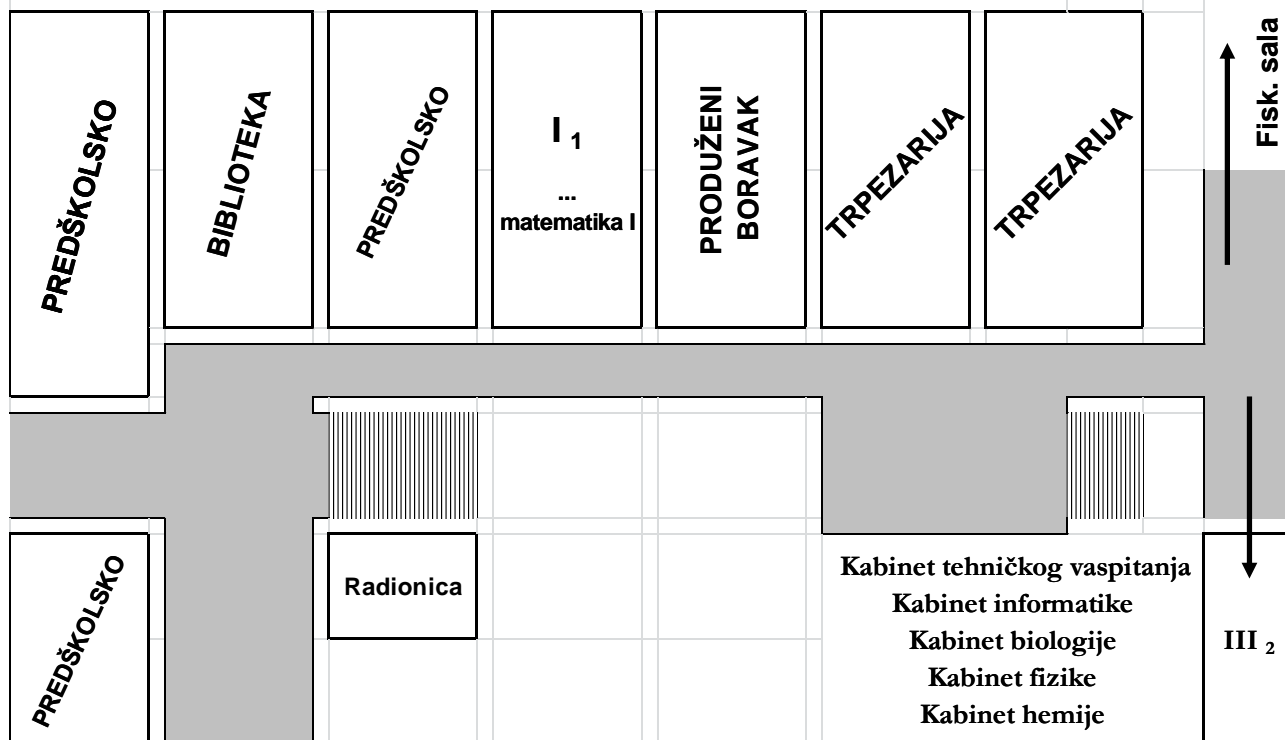 PREDŠKOLSKO
BIBLIOTEKA
PREDŠKOLSKO
I 1
...
matematika I
PRODUŽENI
BORAVAK
TRPEZARIJA
TRPEZARIJA
Fisk. sala
PREDŠKOLSKO
Radionica
Kabinet tehničkog vaspitanja
Kabinet informatike
Kabinet biologije
Kabinet fizike
Kabinet hemije
III 2